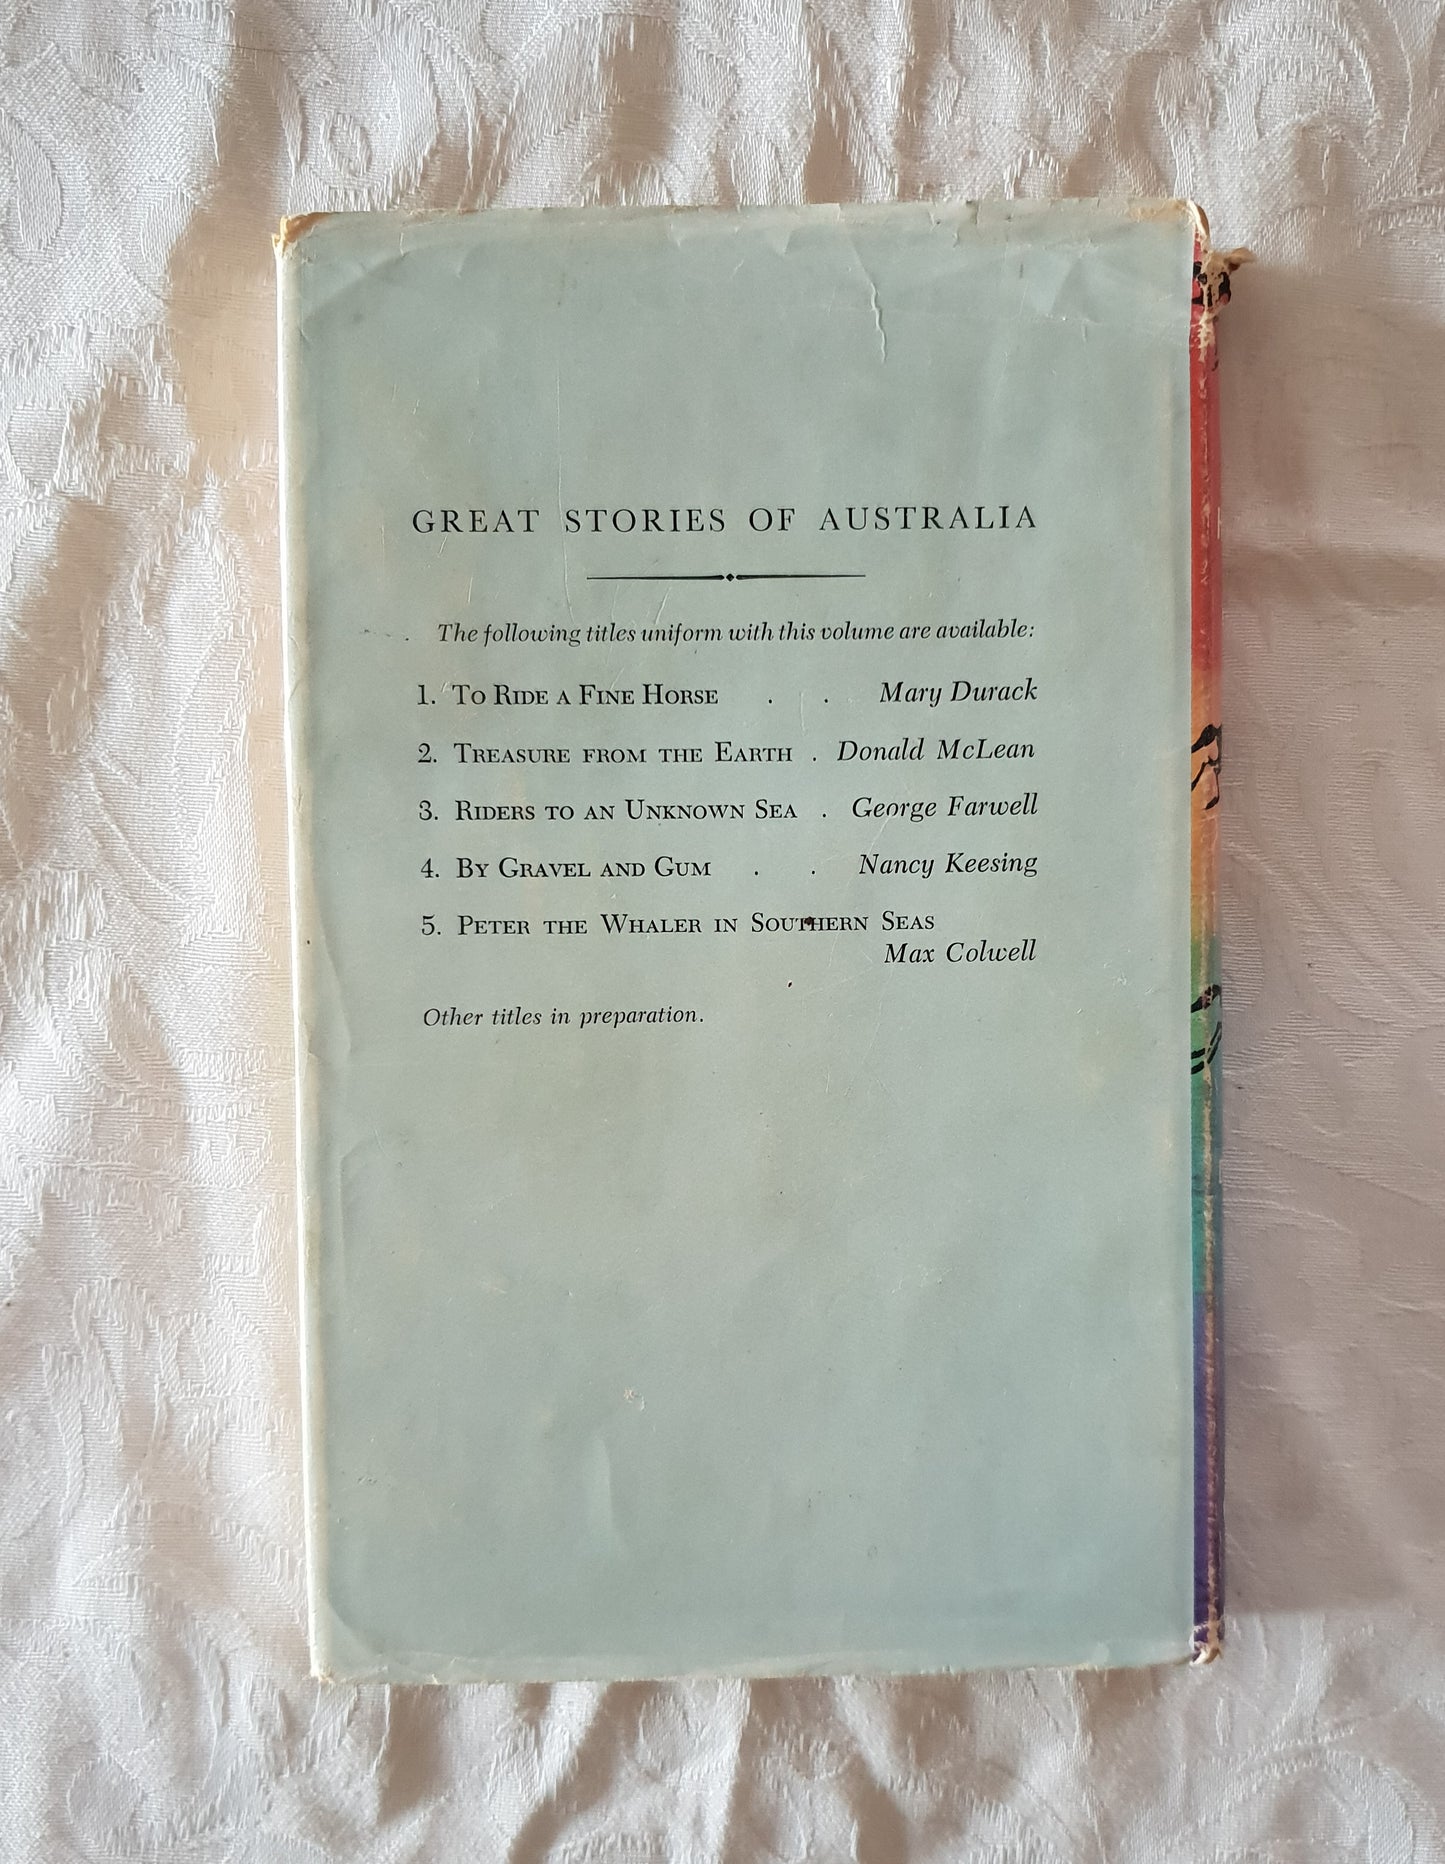 GREAT STORIES OF AUSTRALIA
The following titles uniform with this volume are available:
1. To Ride a Fine Horse . . Mary Durack
2. Treasure from the Earth . Donald McLean
3. Riders to an Unknown Sea . George Farwell
4. By Gravel and Gum . . Nancy Keesing
5. Peter the Whaler in Southern Seas
Max Colwell
Other titles in preparation.